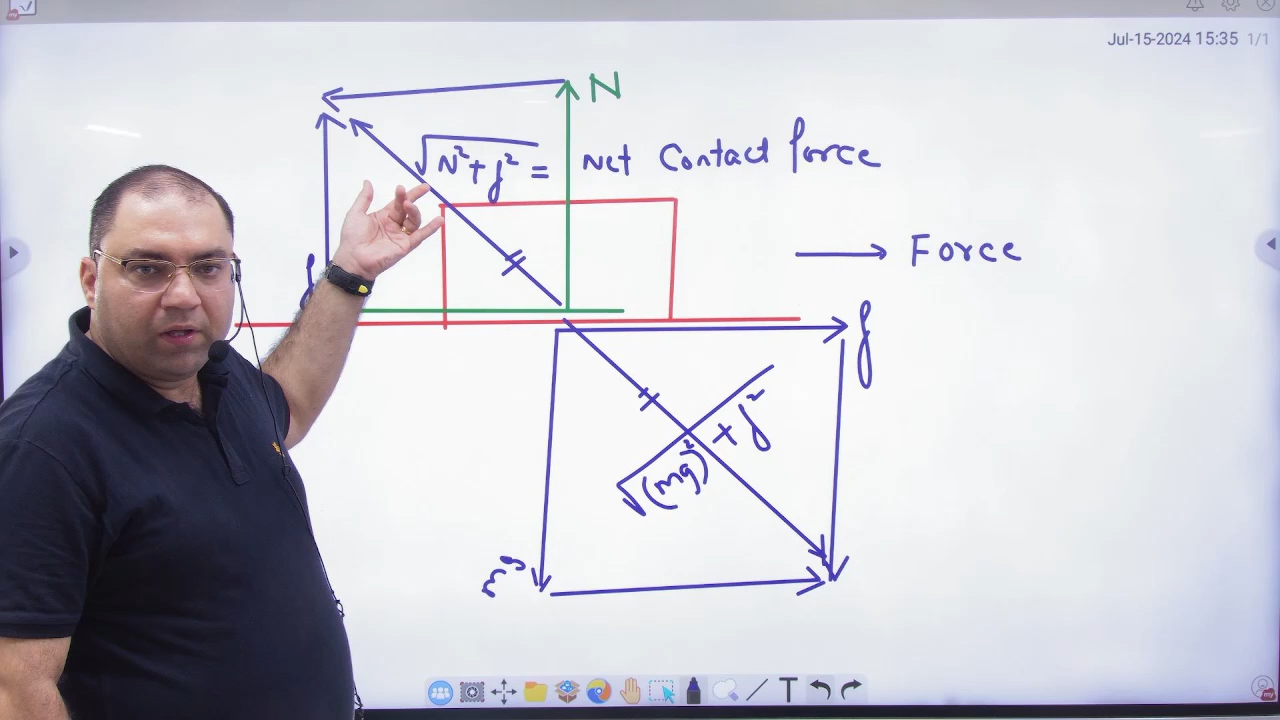 Jul-15-2024 15:35 1/1
N
√N²+f² = Net Contact force
Force
f
f
√(mg)²+f²
mg
T